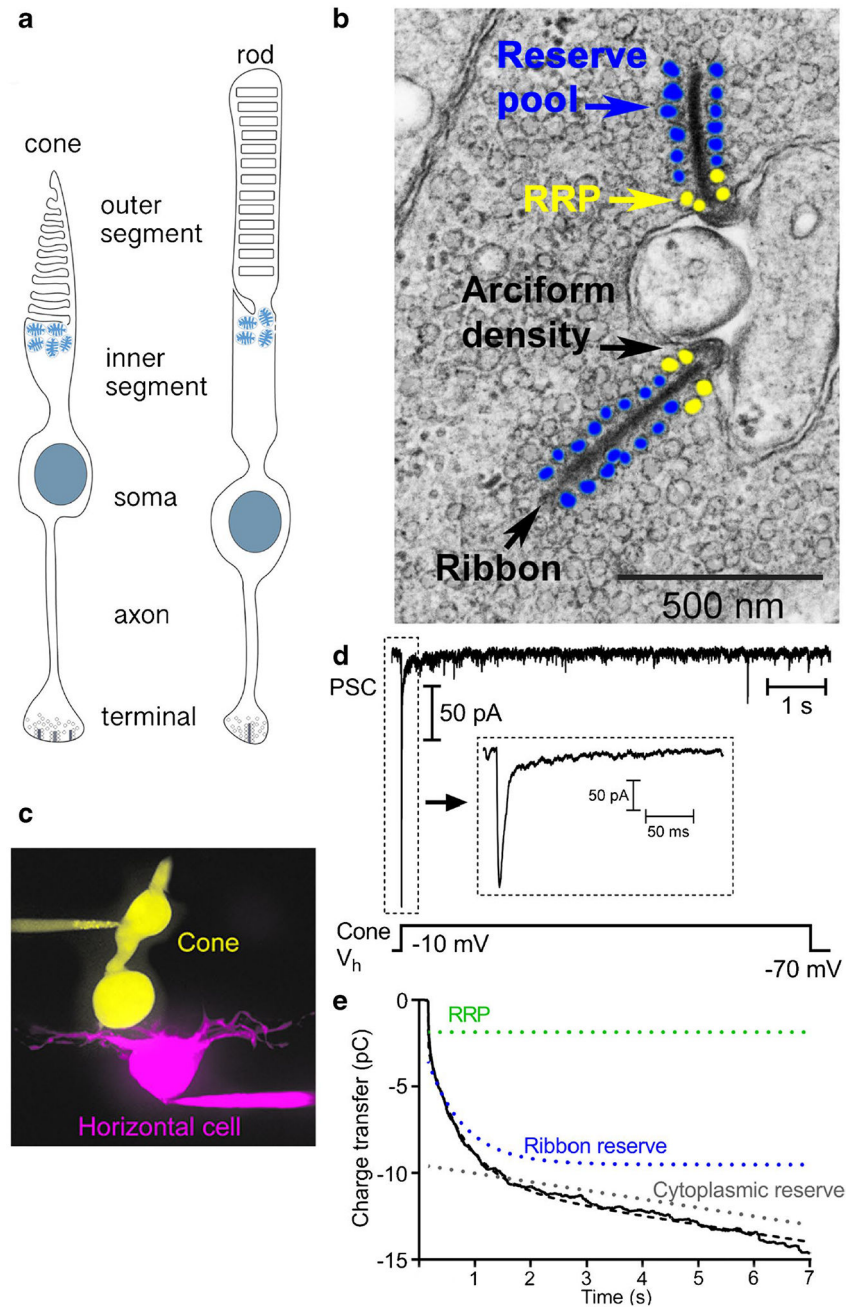 a
cone
rod
outer
segment
inner
segment
soma
axon
terminal
b
Reserve
pool
RRP
Arciform
density
Ribbon
500 nm
c
Cone
Horizontal cell
d
PSC
50 pA
1 s
50 pA
50 ms
Cone
Vh
-10 mV
-70 mV
e
0
-5
-10
-15
Charge transfer (pC)
RRP
Ribbon reserve
Cytoplasmic reserve
1 2 3 4 5 6 7
Time (s)